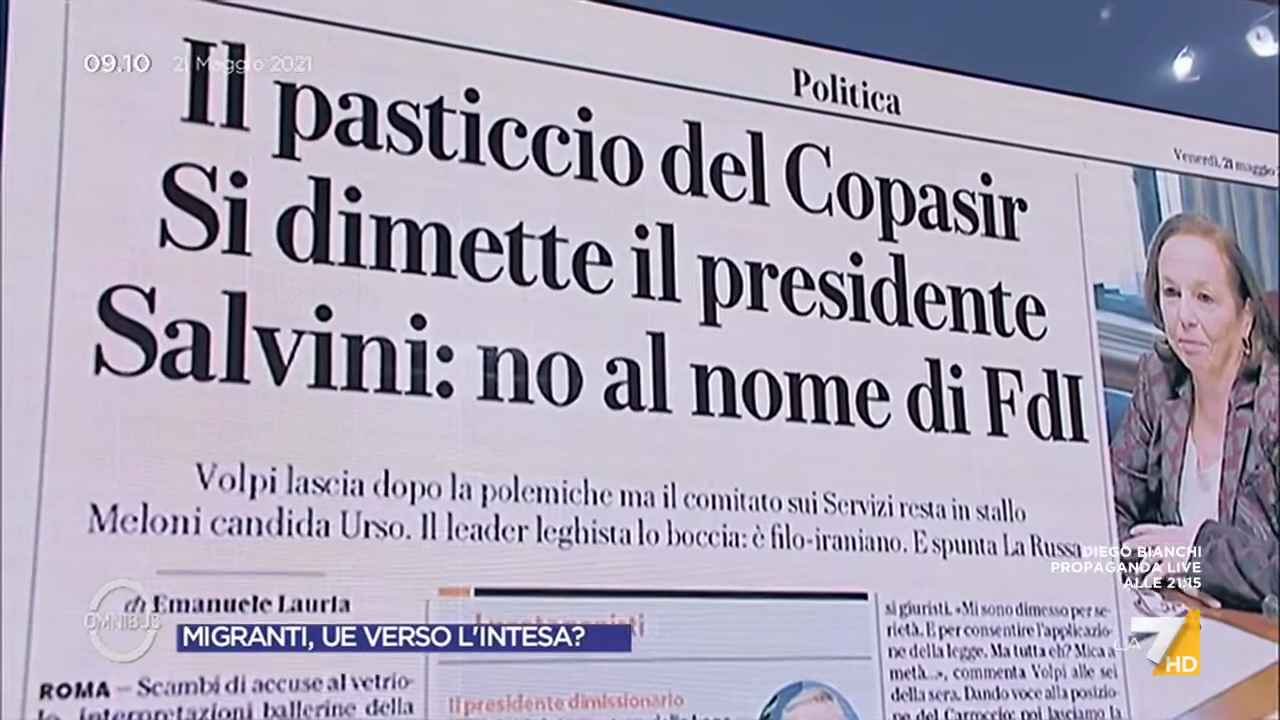 09.10 21 Maggio 2021
Politica
Venerdì, 21 maggio
Il pasticcio del Copasir
Si dimette il presidente
Salvini: no al nome di FdI
Volpi lascia dopo la polemiche ma il comitato sui Servizi resta in stallo
Meloni candida Urso. Il leader leghista lo boccia: è filo-iraniano. E spunta La Russa
DIEGO BIANCHI
PROPAGANDA LIVE
ALLE 21:15
di Emanuele Lauria
OMNIBUS
MIGRANTI, UE VERSO L'INTESA?
ROMA — Scambi di accuse al vetrio-
interpretazioni ballerine della
Il presidente dimissionario
si giuristi. «Mi sono dimesso per se-
rietà. E per consentire l'applicazio-
ne della legge. Ma tutta eh? Mica a
metà...», commenta Volpi alle sei
della sera. Dando voce alla posizio-
ne del Carroccio: noi lasciamo la
LA7 HD